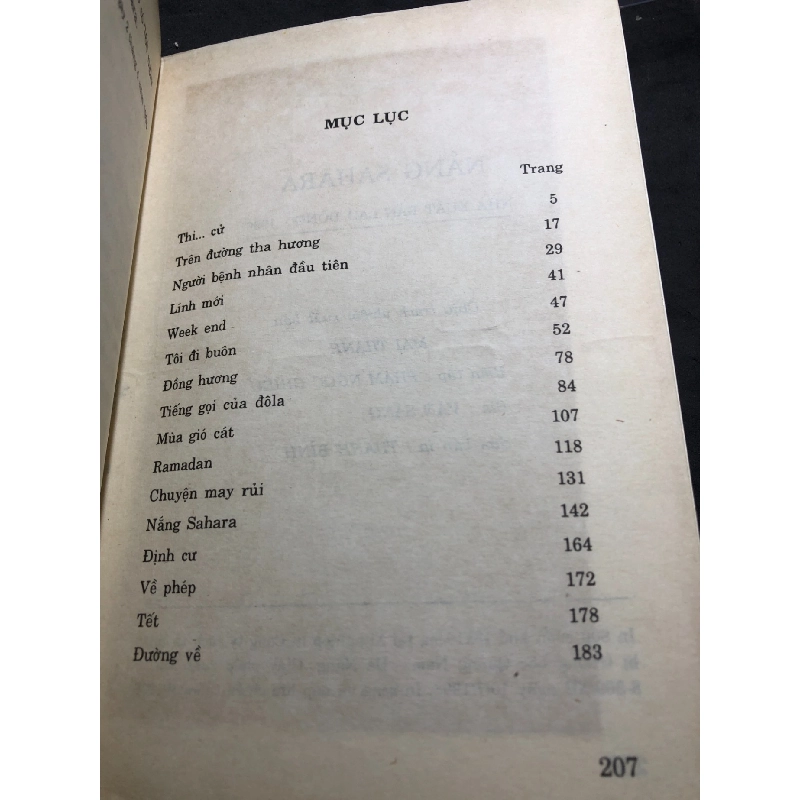 MỤC LỤC
Trang
Thi... cử 5
Trên đường tha hương 17
Người bệnh nhân đầu tiên 29
Lính mới 41
Week end 47
Tôi đi buôn 52
Đồng hương 78
Tiếng gọi của đôla 84
Mùa gió cát 107
Ramadan 118
Chuyện may rủi 131
Nắng Sahara 142
Định cư 164
Về phép 172
Tết 178
Đường về 183
207